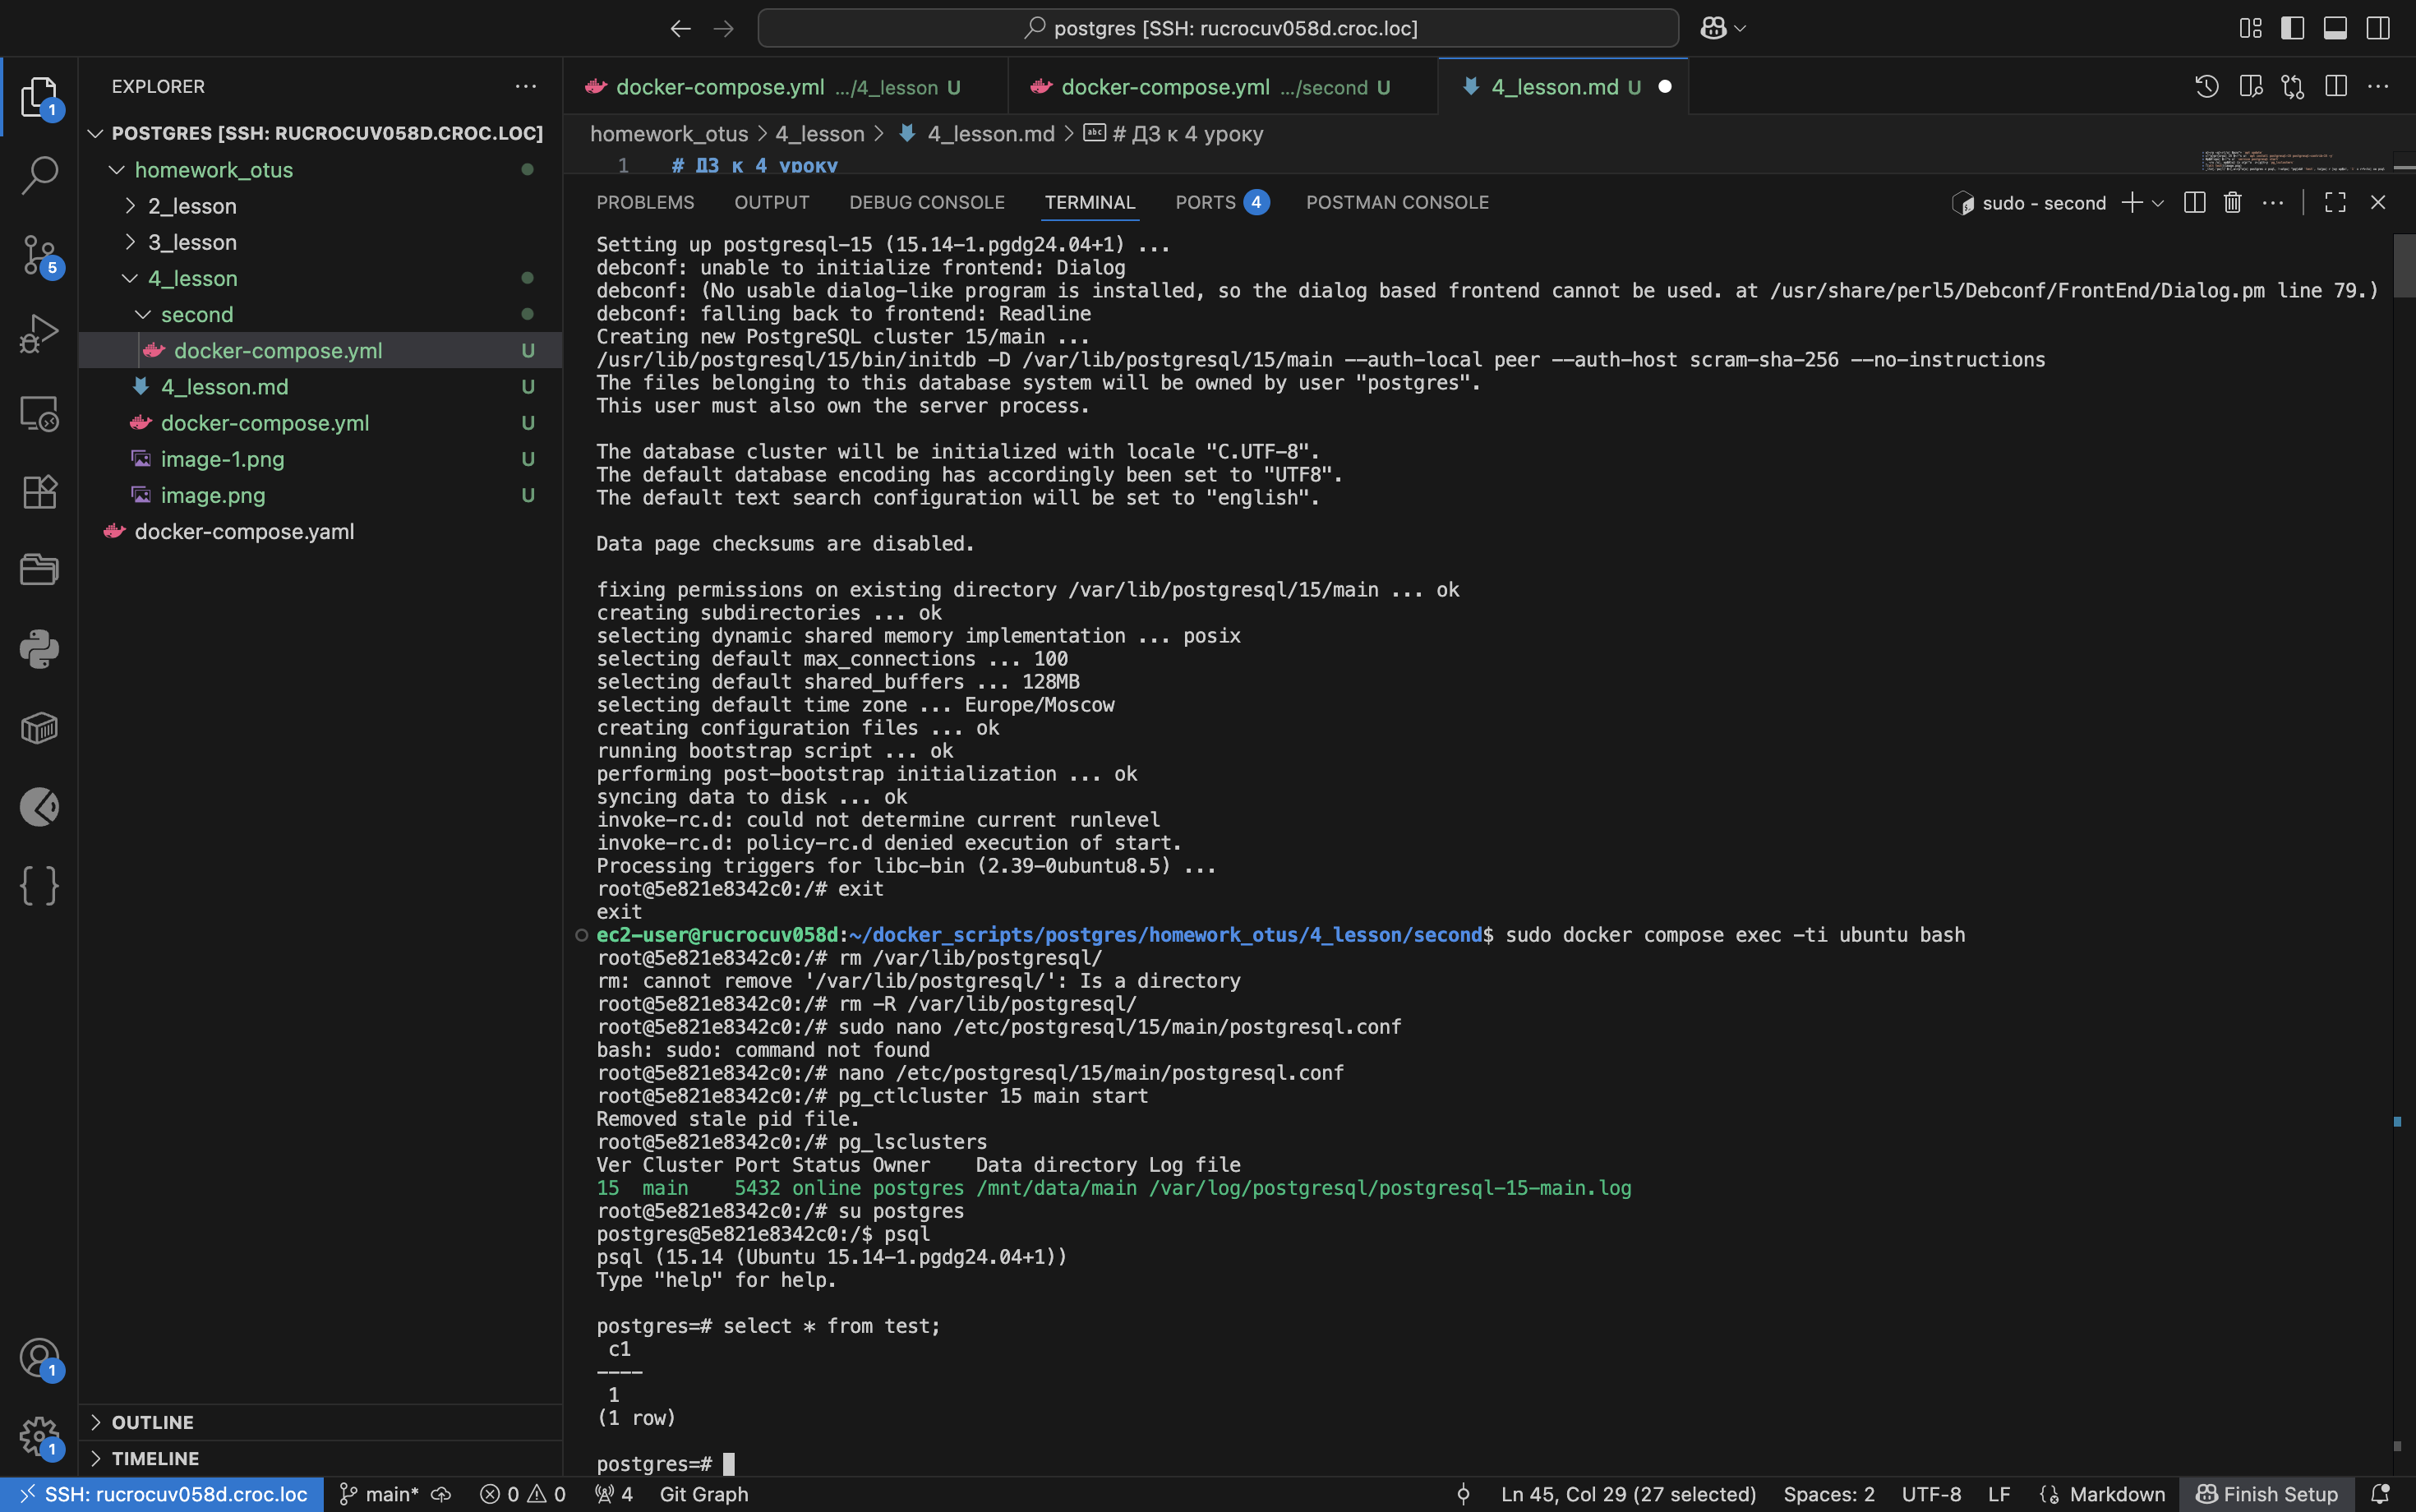 postgres [SSH: rucrocuv058d.croc.loc]
EXPLORER
1
5
POSTGRES [SSH: RUCROCUV058D.CROC.LOC]
homework_otus
2_lesson
3_lesson
4_lesson
second
docker-compose.yml U
4_lesson.md U
docker-compose.yml U
image-1.png U
image.png U
docker-compose.yaml
OUTLINE
TIMELINE
1
1
docker-compose.yml .../4_lesson U
docker-compose.yml .../second U
4_lesson.md U
homework_otus > 4_lesson > 4_lesson.md > abc # ДЗ к 4 уроку
1 # ДЗ к 4 уроку
PROBLEMS OUTPUT DEBUG CONSOLE TERMINAL PORTS 4 POSTMAN CONSOLE
sudo - second
Setting up postgresql-15 (15.14-1.pgdg24.04+1) ...
debconf: unable to initialize frontend: Dialog
debconf: (No usable dialog-like program is installed, so the dialog based frontend cannot be used. at /usr/share/perl5/Debconf/FrontEnd/Dialog.pm line 79.)
debconf: falling back to frontend: Readline
Creating new PostgreSQL cluster 15/main ...
/usr/lib/postgresql/15/bin/initdb -D /var/lib/postgresql/15/main --auth-local peer --auth-host scram-sha-256 --no-instructions
The files belonging to this database system will be owned by user "postgres".
This user must also own the server process.
The database cluster will be initialized with locale "C.UTF-8".
The default database encoding has accordingly been set to "UTF8".
The default text search configuration will be set to "english".
Data page checksums are disabled.
fixing permissions on existing directory /var/lib/postgresql/15/main ... ok
creating subdirectories ... ok
selecting dynamic shared memory implementation ... posix
selecting default max_connections ... 100
selecting default shared_buffers ... 128MB
selecting default time zone ... Europe/Moscow
creating configuration files ... ok
running bootstrap script ... ok
performing post-bootstrap initialization ... ok
syncing data to disk ... ok
invoke-rc.d: could not determine current runlevel
invoke-rc.d: policy-rc.d denied execution of start.
Processing triggers for libc-bin (2.39-0ubuntu8.5) ...
root@5e821e8342c0:/# exit
exit
ec2-user@rucrocuv058d:~/docker_scripts/postgres/homework_otus/4_lesson/second$ sudo docker compose exec -ti ubuntu bash
root@5e821e8342c0:/# rm /var/lib/postgresql/
rm: cannot remove '/var/lib/postgresql/': Is a directory
root@5e821e8342c0:/# rm -R /var/lib/postgresql/
root@5e821e8342c0:/# sudo nano /etc/postgresql/15/main/postgresql.conf
bash: sudo: command not found
root@5e821e8342c0:/# nano /etc/postgresql/15/main/postgresql.conf
root@5e821e8342c0:/# pg_ctlcluster 15 main start
Removed stale pid file.
root@5e821e8342c0:/# pg_lsclusters
Ver Cluster Port Status Owner    Data directory Log file
15  main    5432 online postgres /mnt/data/main /var/log/postgresql/postgresql-15-main.log
root@5e821e8342c0:/# su postgres
postgres@5e821e8342c0:/$ psql
psql (15.14 (Ubuntu 15.14-1.pgdg24.04+1))
Type "help" for help.
postgres=# select * from test;
c1
----
1
(1 row)
postgres=#
SSH: rucrocuv058d.croc.loc main* 0 0 4 Git Graph Ln 45, Col 29 (27 selected) Spaces: 2 UTF-8 LF Markdown Finish Setup